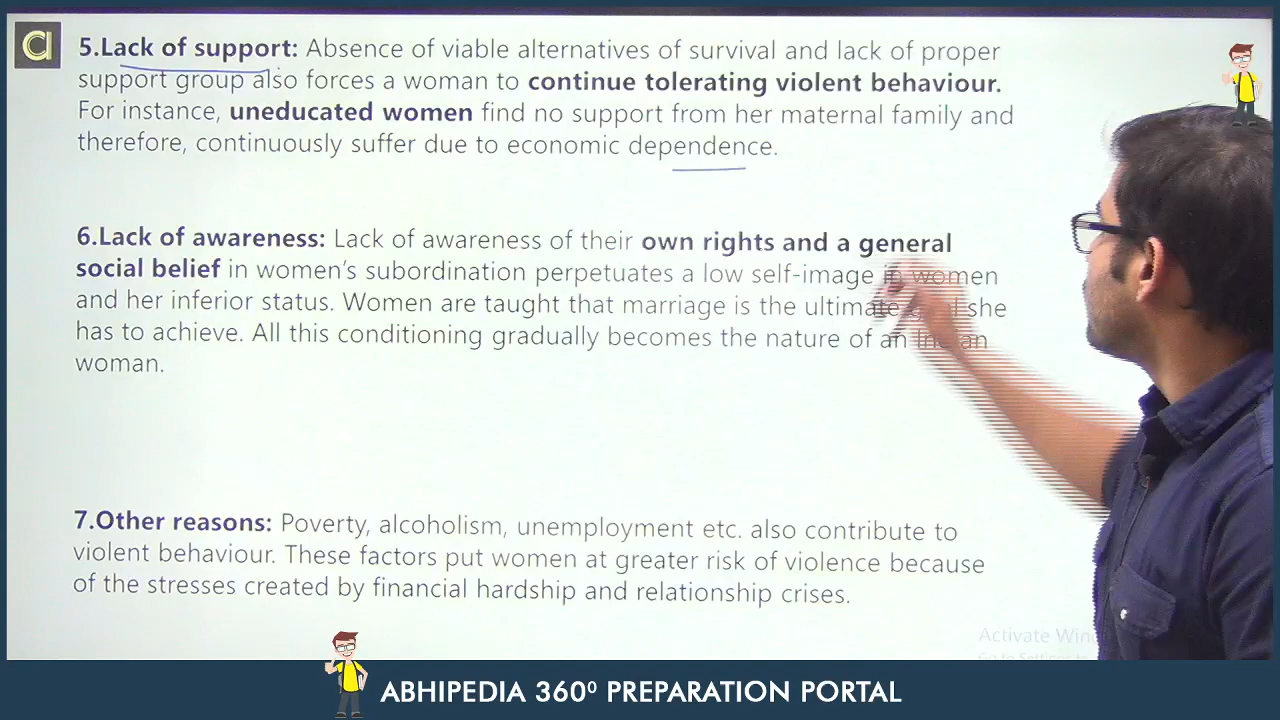 5.Lack of support: Absence of viable alternatives of survival and lack of proper
support group also forces a woman to continue tolerating violent behaviour.
For instance, uneducated women find no support from her maternal family and
therefore, continuously suffer due to economic dependence.
6.Lack of awareness: Lack of awareness of their own rights and a general
social belief in women's subordination perpetuates a low self-image in women
and her inferior status. Women are taught that marriage is the ultimate she
has to achieve. All this conditioning gradually becomes the nature of an Indian
woman.
7.Other reasons: Poverty, alcoholism, unemployment etc. also contribute to
violent behaviour. These factors put women at greater risk of violence because
of the stresses created by financial hardship and relationship crises.
Activate
ABHIPEDIA 360⁰ PREPARATION PORTAL